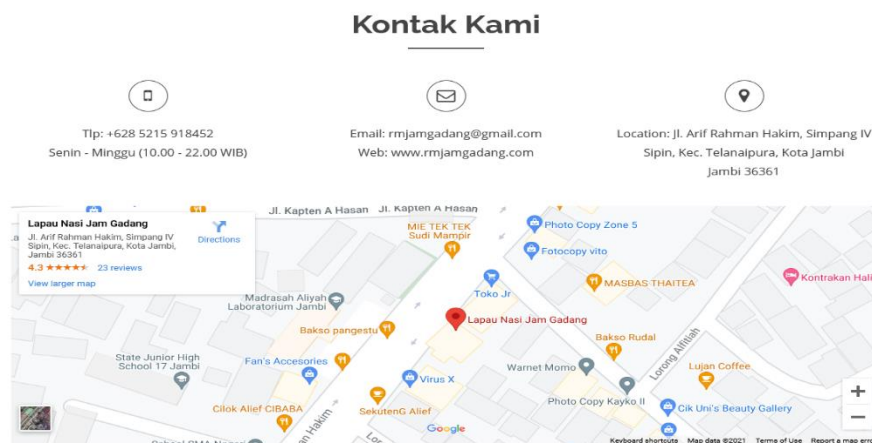 Kontak Kami
Tlp: +628 5215 918452
Senin - Minggu (10.00 - 22.00 WIB)
Email: rmjamgadang@gmail.com
Web: www.rmjamgadang.com
Location: Jl. Arif Rahman Hakim, Simpang IV
Sipin, Kec. Telanaipura, Kota Jambi
Jambi 36361
Lapau Nasi Jam Gadang
Jl. Arif Rahman Hakim, Simpang IV
Sipin, Kec. Telanaipura, Kota Jambi,
Jambi 36361
4.3
23 reviews
View larger map
Directions
Jl. Kapten A Hasan
Jl. Kapten A Hasan
MIE TEK TEK
Sudi Mampir
Photo Copy Zone 5
Fotocopy vito
Toko Jr
MASBAS THAITEA
Kontrakan Hali
Madrasah Aliyah
Laboratorium Jambi
Bakso pangestu
Lapau Nasi Jam Gadang
Bakso Rudal
Lorong Alfitlah
State Junior High
School 17 Jambi
Fan's Accesories
Virus X
Warnet Momo
Lujan Coffee
Photo Copy Kayko II
Cik Uni's Beauty Gallery
Cilok Alief CIBABA
SekutenG Alief
Hakim
Google
Keyboard shortcuts
Map data ©2021
Terms of Use
Report a map erro